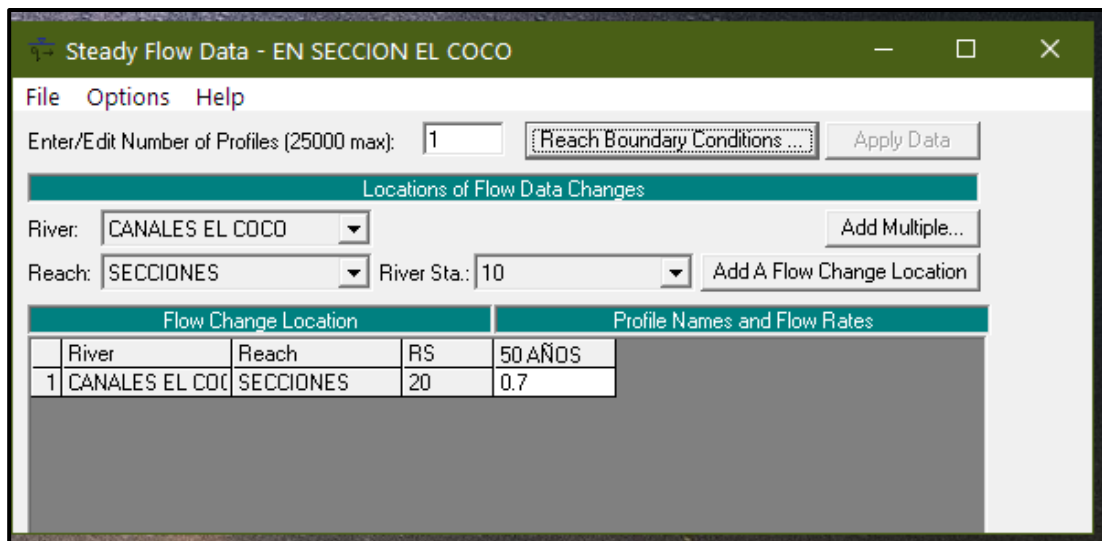 Steady Flow Data - EN SECCION EL COCO
File Options Help
Enter/Edit Number of Profiles (25000 max): 1 Reach Boundary Conditions ... Apply Data
Locations of Flow Data Changes
River: CANALES EL COCO Add Multiple...
Reach: SECCIONES River Sta.: 10 Add A Flow Change Location
Flow Change Location Profile Names and Flow Rates
River Reach RS 50 AÑOS
1 CANALES EL COC SECCIONES 20 0.7